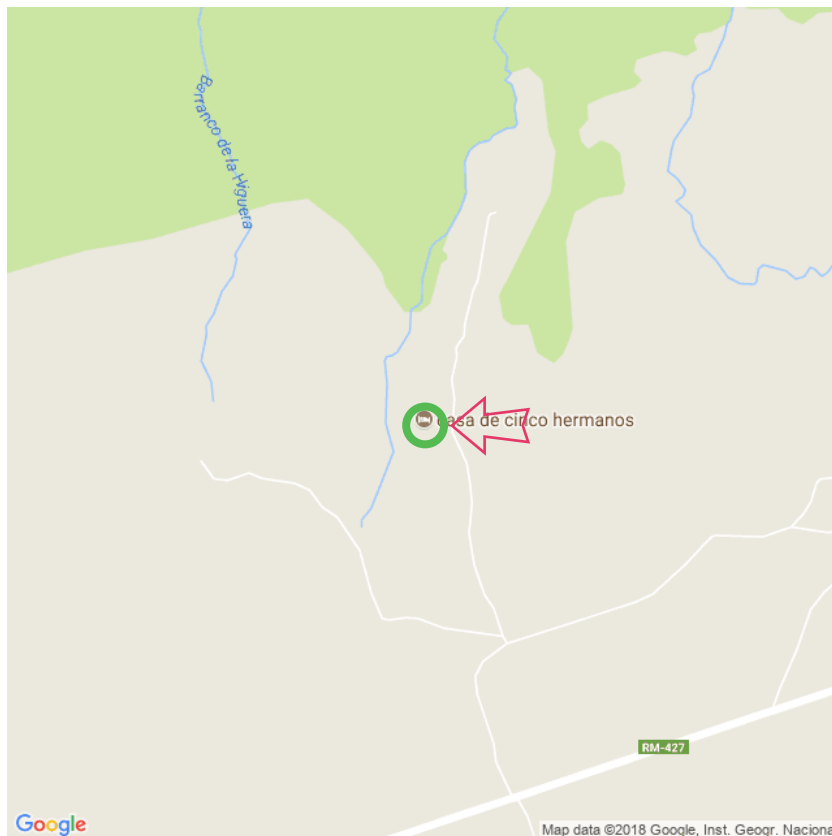 Barranco de la Higuera
casa de cinco hermanos
RM-427
Google
Map data ©2018 Google, Inst. Geogr. Naciona